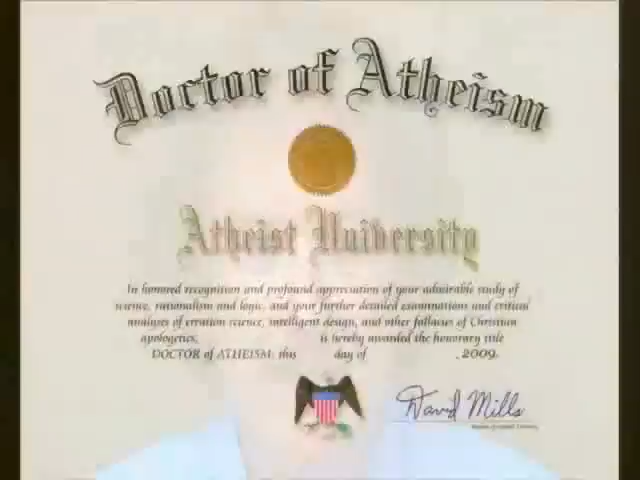 Doctor of Atheism
Atheist University
In honored recognition and profound appreciation of your admirable study of
science, rationalism and logic, and your further detailed examinations and critical
analyses of creation science, intelligent design, and other fallacies of Christian
apologetics, is hereby awarded the honorary title
DOCTOR of ATHEISM, this day of , 2009.
David Mills